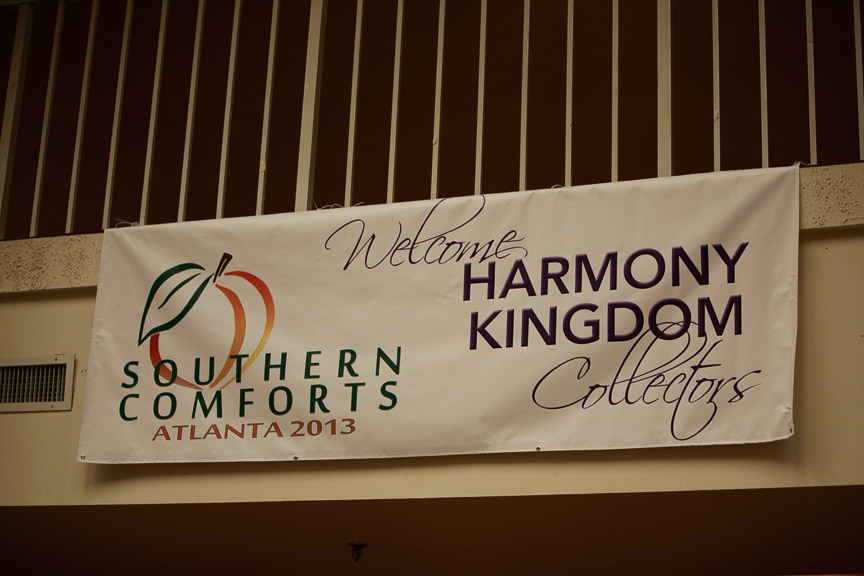 SOUTHERN
COMFORTS
ATLANTA 2013
Welcome
HARMONY
KINGDOM
Collectors